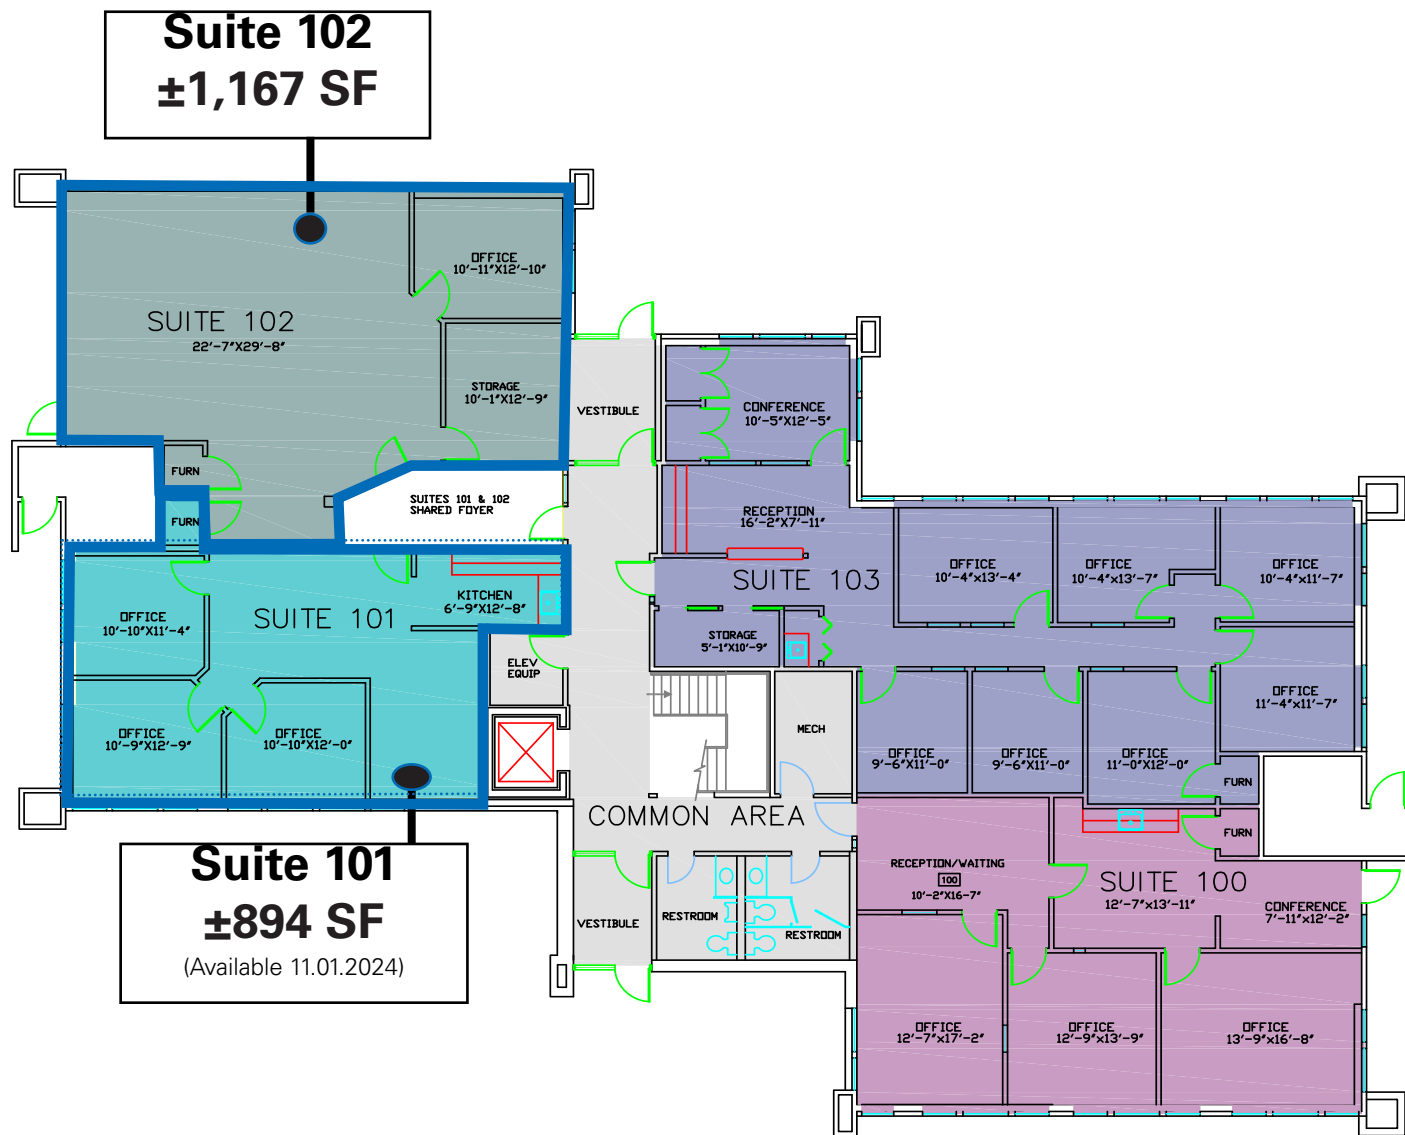 Suite 102
±1,167 SF
OFFICE
10'-11"X12'-10"
SUITE 102
22'-7"X29'-8"
STORAGE
10'-1"X12'-9"
VESTIBULE
CONFERENCE
10'-5"X12'-5"
FURN
SUITES 101 & 102
SHARED FOYER
FURN
RECEPTION
16'-2"X7'-11"
OFFICE
10'-4"x13'-4"
OFFICE
10'-4"x13'-7"
OFFICE
10'-4"x11'-7"
SUITE 103
KITCHEN
6'-9"X12'-8"
OFFICE
10'-10"X11'-4"
SUITE 101
STORAGE
5'-1"X10'-9"
ELEV
EQUIP
OFFICE
11'-4"x11'-7"
OFFICE
10'-9"X12'-9"
OFFICE
10'-10"X12'-0"
MECH
OFFICE
9'-6"X11'-0"
OFFICE
9'-6"X11'-0"
OFFICE
11'-0"X12'-0"
FURN
COMMON AREA
FURN
Suite 101
±894 SF
(Available 11.01.2024)
RECEPTION/WAITING
100
10'-2"X16-7"
SUITE 100
12'-7"x13'-11"
CONFERENCE
7'-11"x12'-2"
VESTIBULE
RESTROOM
RESTROOM
OFFICE
12'-7"x17'-2"
OFFICE
12'-9"x13'-9"
OFFICE
13'-9"x16'-8"